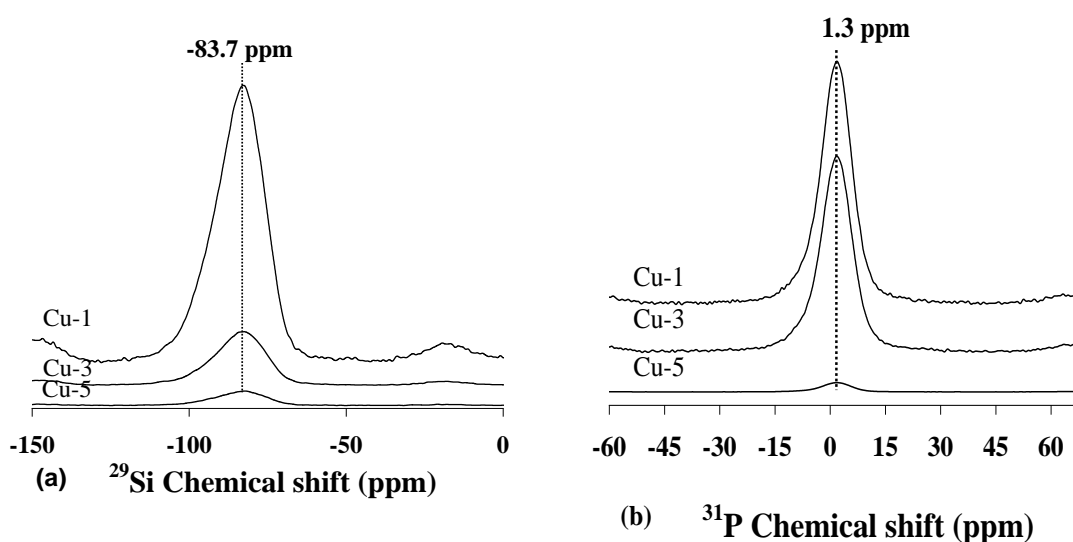 -83.7 ppm
Cu-1
Cu-3
Cu-5
-150 -100 -50 0
(a) ²⁹Si Chemical shift (ppm)
1.3 ppm
Cu-1
Cu-3
Cu-5
-60 -45 -30 -15 0 15 30 45 60
(b) ³¹P Chemical shift (ppm)